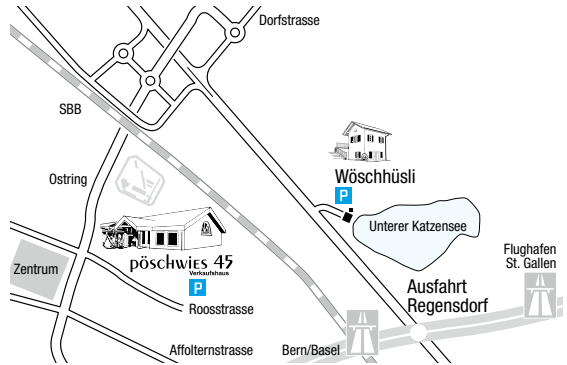 Dorfstrasse
SBB
Wöschhüsli
P
Ostring
Unterer Katzensee
pöschwies 45
Verkaufshaus
P
Zentrum
Roosstrasse
Flughafen
St. Gallen
Ausfahrt
Regensdorf
Affolternstrasse
Bern/Basel